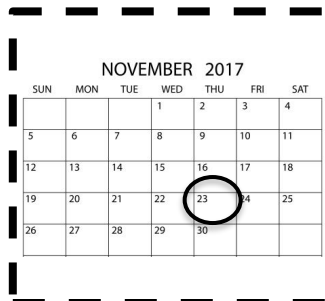 NOVEMBER 2017
SUN MON TUE WED THU FRI SAT
1 2 3 4
5 6 7 8 9 10 11
12 13 14 15 16 17 18
19 20 21 22 23 24 25
26 27 28 29 30